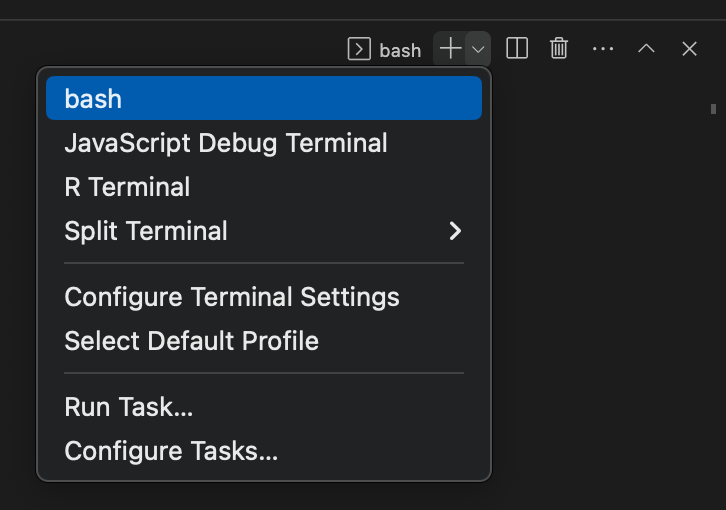 bash
bash
JavaScript Debug Terminal
R Terminal
Split Terminal
Configure Terminal Settings
Select Default Profile
Run Task...
Configure Tasks...